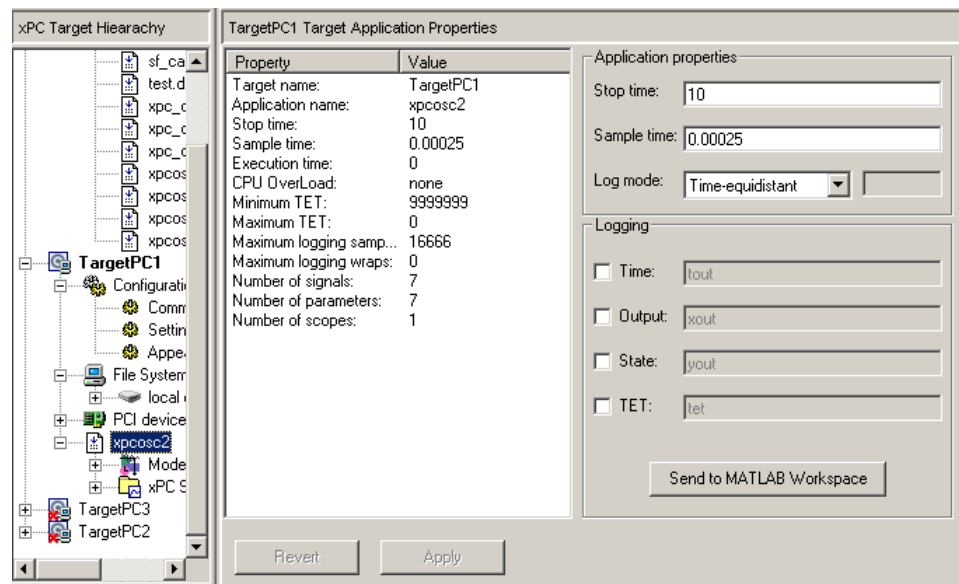 xPC Target Hiearachy
sf_ca
test.d
xpc_c
xpc_c
xpc_c
xpcos
xpcos
xpcos
xpcos
TargetPC1
Configurati
Comm
Settin
Appe
File System
local
PCI device
xpcosc2
Mode
xPC S
TargetPC3
TargetPC2
TargetPC1 Target Application Properties
Property Value
Target name: TargetPC1
Application name: xpcosc2
Stop time: 10
Sample time: 0.00025
Execution time: 0
CPU OverLoad: none
Minimum TET: 9999999
Maximum TET: 0
Maximum logging samp... 16666
Maximum logging wraps: 0
Number of signals: 7
Number of parameters: 7
Number of scopes: 1
Revert Apply
Application properties
Stop time: 10
Sample time: 0.00025
Log mode: Time-equidistant
Logging
Time: tout
Output: xout
State: yout
TET: tet
Send to MATLAB Workspace